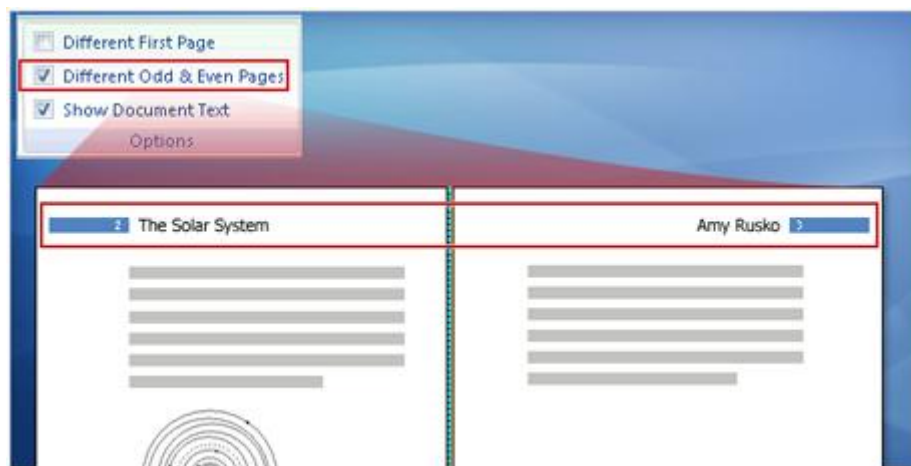 Different First Page
Different Odd & Even Pages
Show Document Text
Options
2 The Solar System
Amy Rusko 3